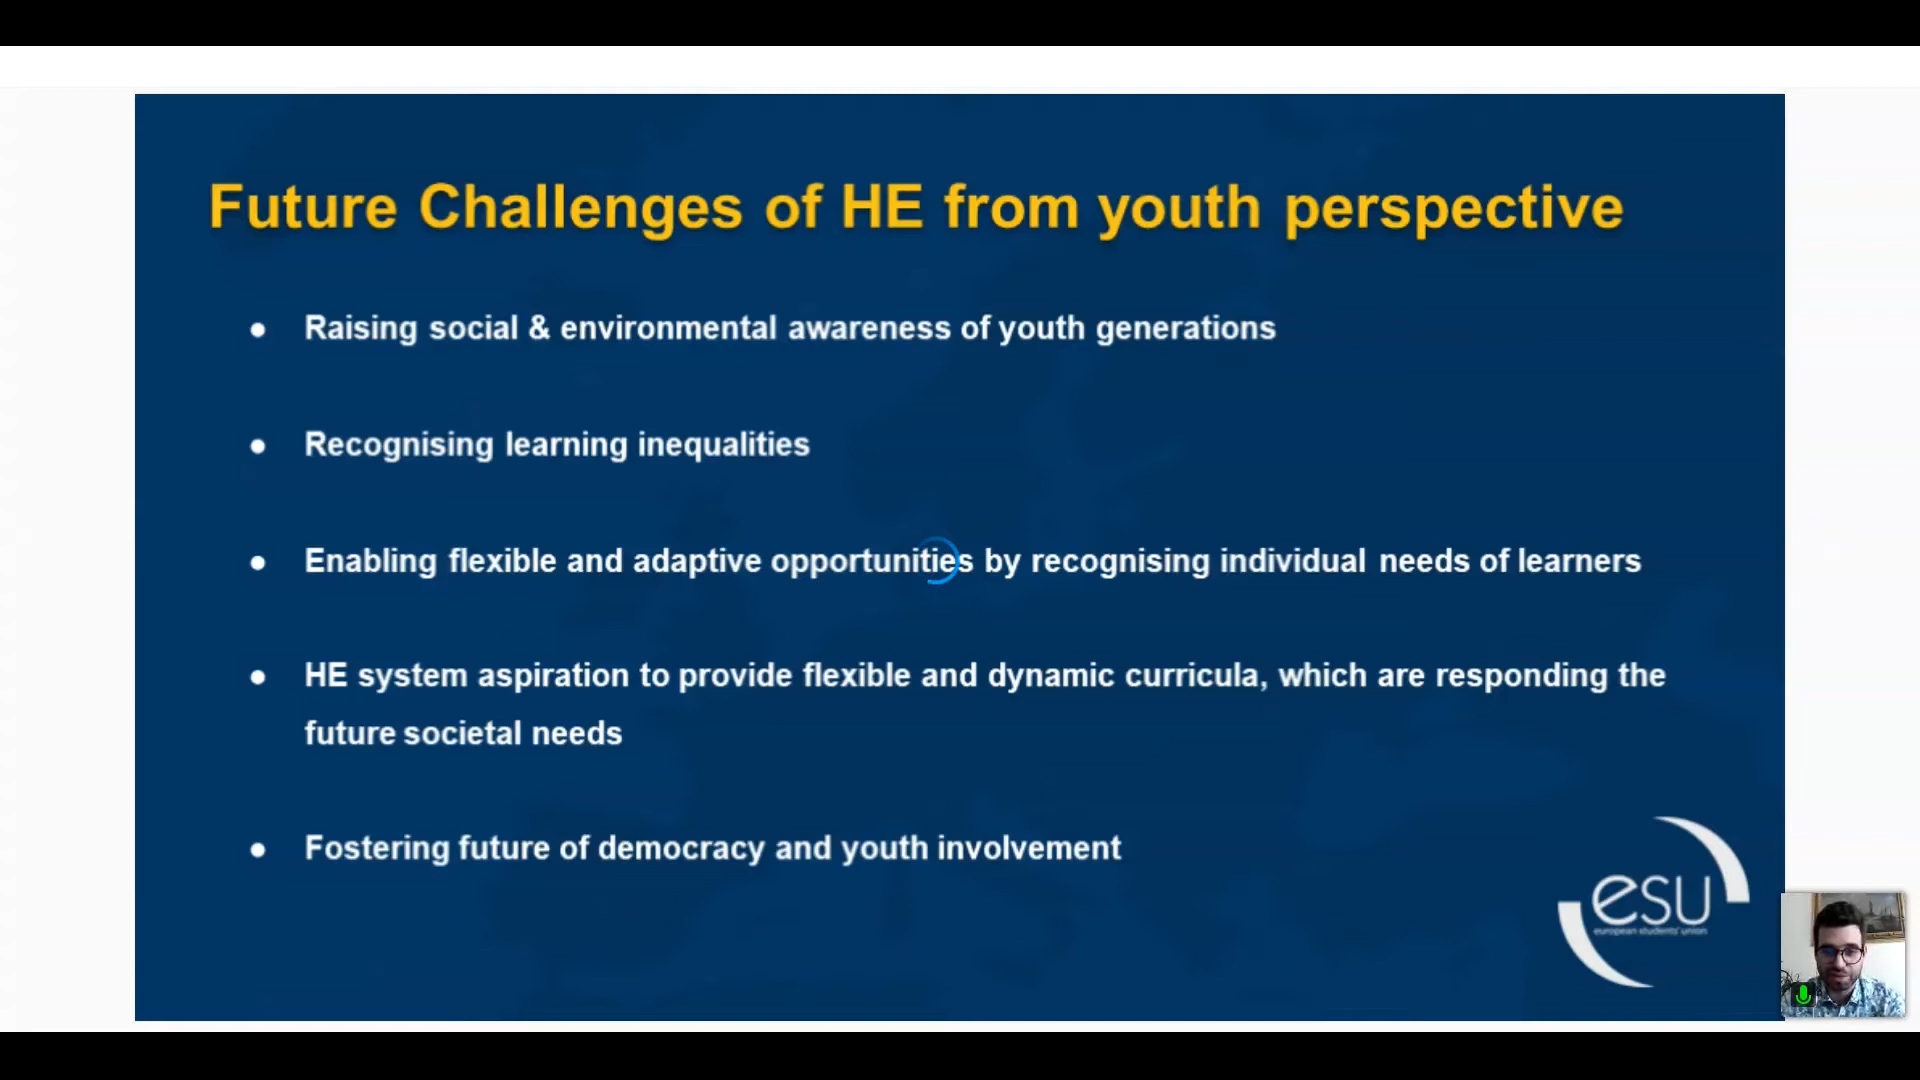 Future Challenges of HE from youth perspective
● Raising social & environmental awareness of youth generations
● Recognising learning inequalities
● Enabling flexible and adaptive opportunities by recognising individual needs of learners
● HE system aspiration to provide flexible and dynamic curricula, which are responding the
future societal needs
● Fostering future of democracy and youth involvement
esu
european students' union